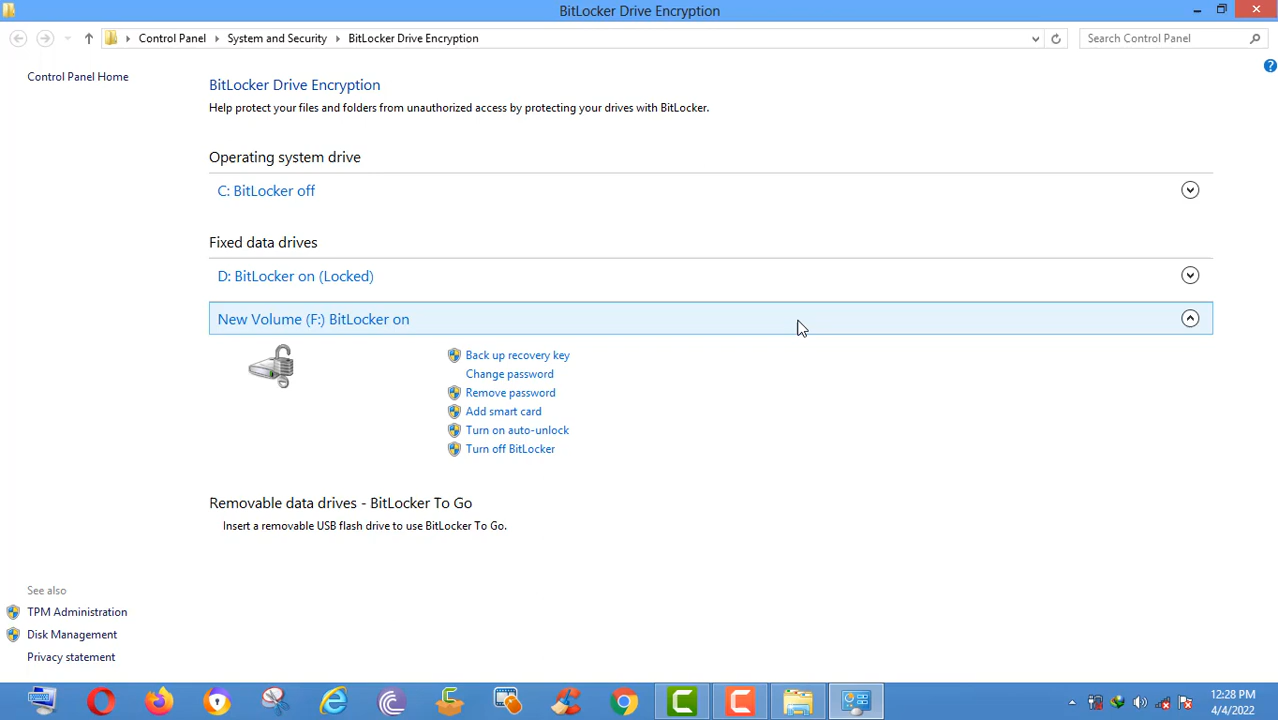 BitLocker Drive Encryption
Control Panel System and Security BitLocker Drive Encryption Search Control Panel
Control Panel Home
BitLocker Drive Encryption
Help protect your files and folders from unauthorized access by protecting your drives with BitLocker.
Operating system drive
C: BitLocker off
Fixed data drives
D: BitLocker on (Locked)
New Volume (F:) BitLocker on
Back up recovery key
Change password
Remove password
Add smart card
Turn on auto-unlock
Turn off BitLocker
Removable data drives - BitLocker To Go
Insert a removable USB flash drive to use BitLocker To Go.
See also
TPM Administration
Disk Management
Privacy statement
12:28 PM
4/4/2022